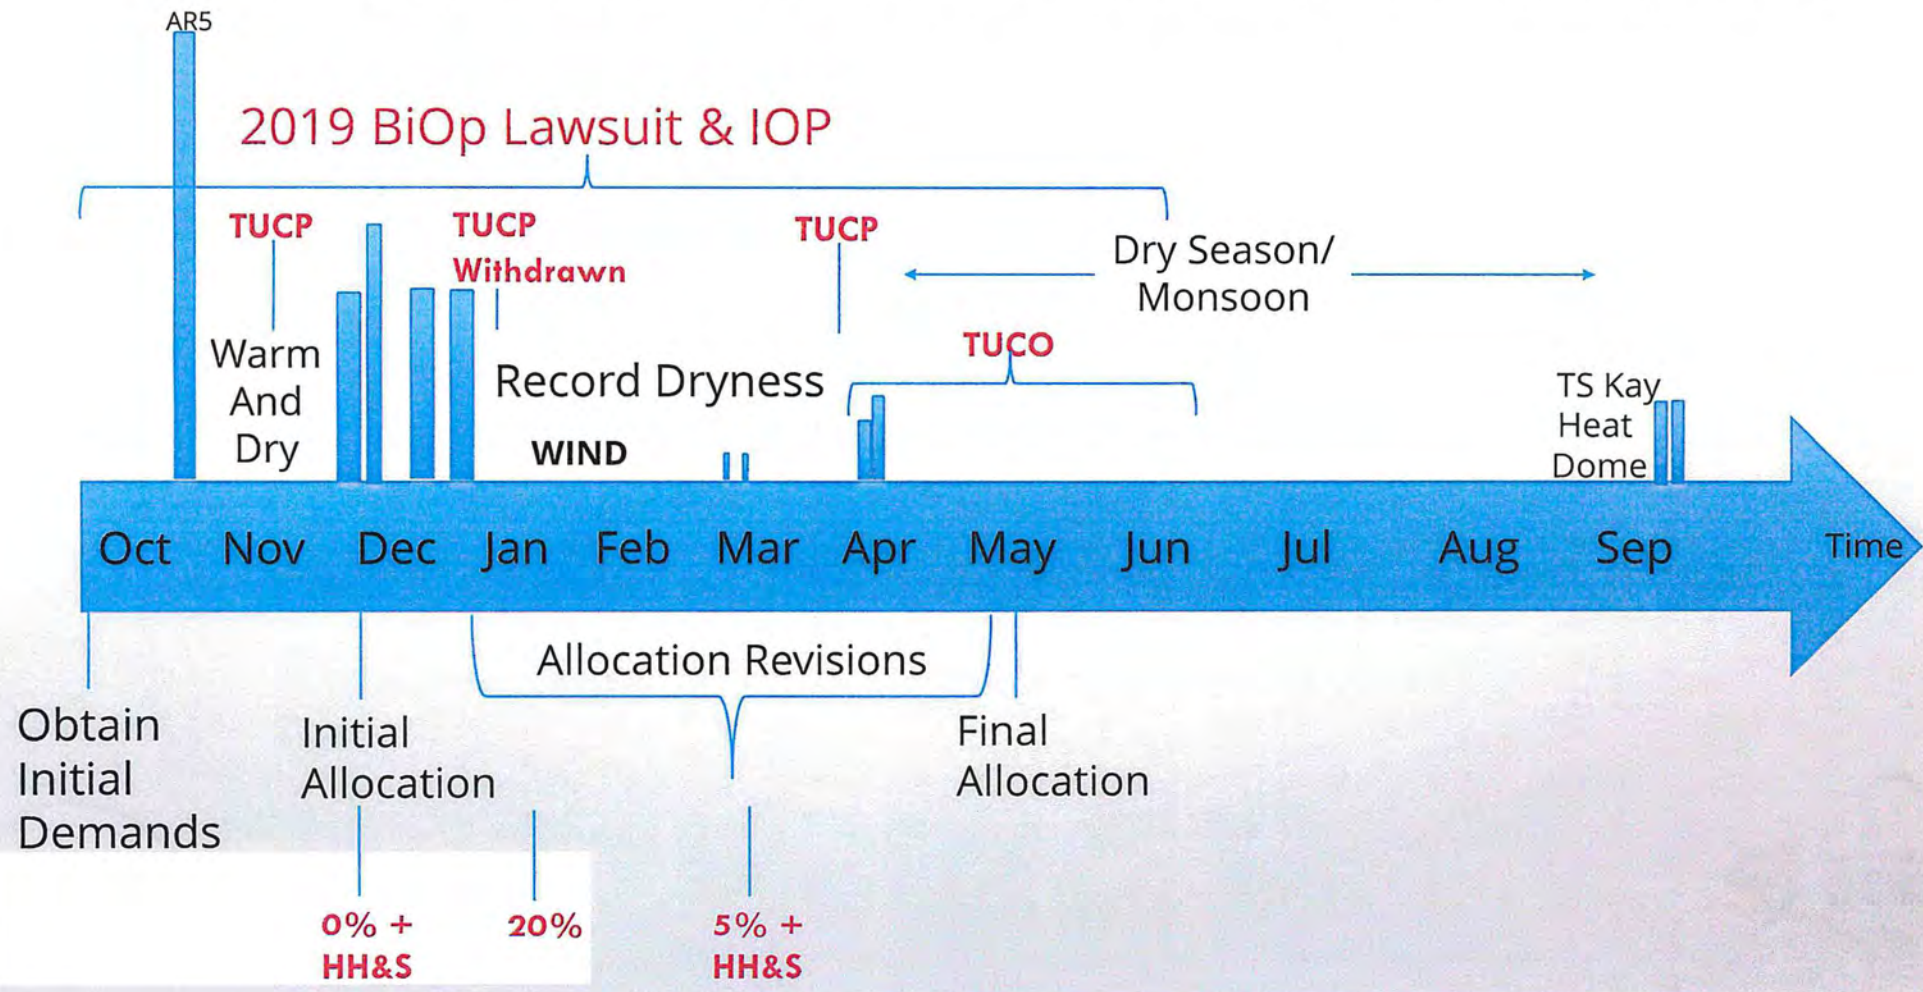 AR5
2019 BiOp Lawsuit & IOP
TUCP
TUCP
Withdrawn
TUCP
Dry Season/
Monsoon
TUCO
Warm
And
Dry
Record Dryness
WIND
TS Kay
Heat
Dome
Oct Nov Dec Jan Feb Mar Apr May Jun Jul Aug Sep Time
Allocation Revisions
Obtain
Initial
Demands
Initial
Allocation
Final
Allocation
0% +
HH&S
20%
5% +
HH&S